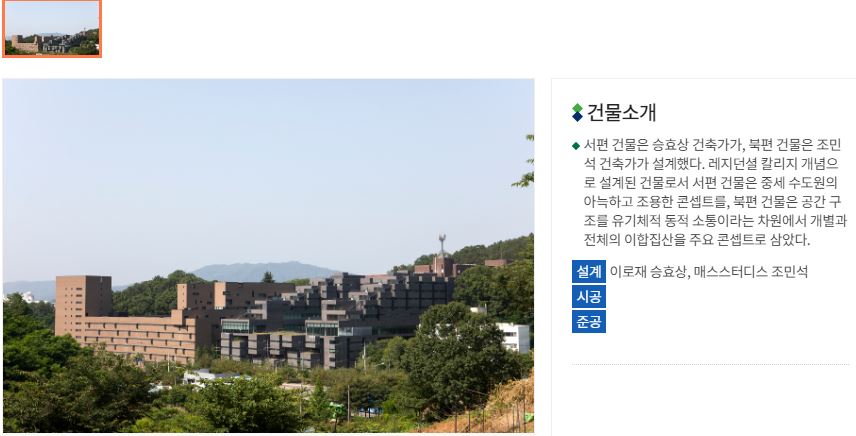 건물소개
서편 건물은 승효상 건축가가, 북편 건물은 조민
석 건축가가 설계했다. 레지던셜 칼리지 개념으
로 설계된 건물로서 서편 건물은 중세 수도원의
아늑하고 조용한 콘셉트를, 북편 건물은 공간 구
조를 유기체적 동적 소통이라는 차원에서 개별과
전체의 이합집산을 주요 콘셉트로 삼았다.
설계 이로재 승효상, 매스스터디스 조민석
시공
준공